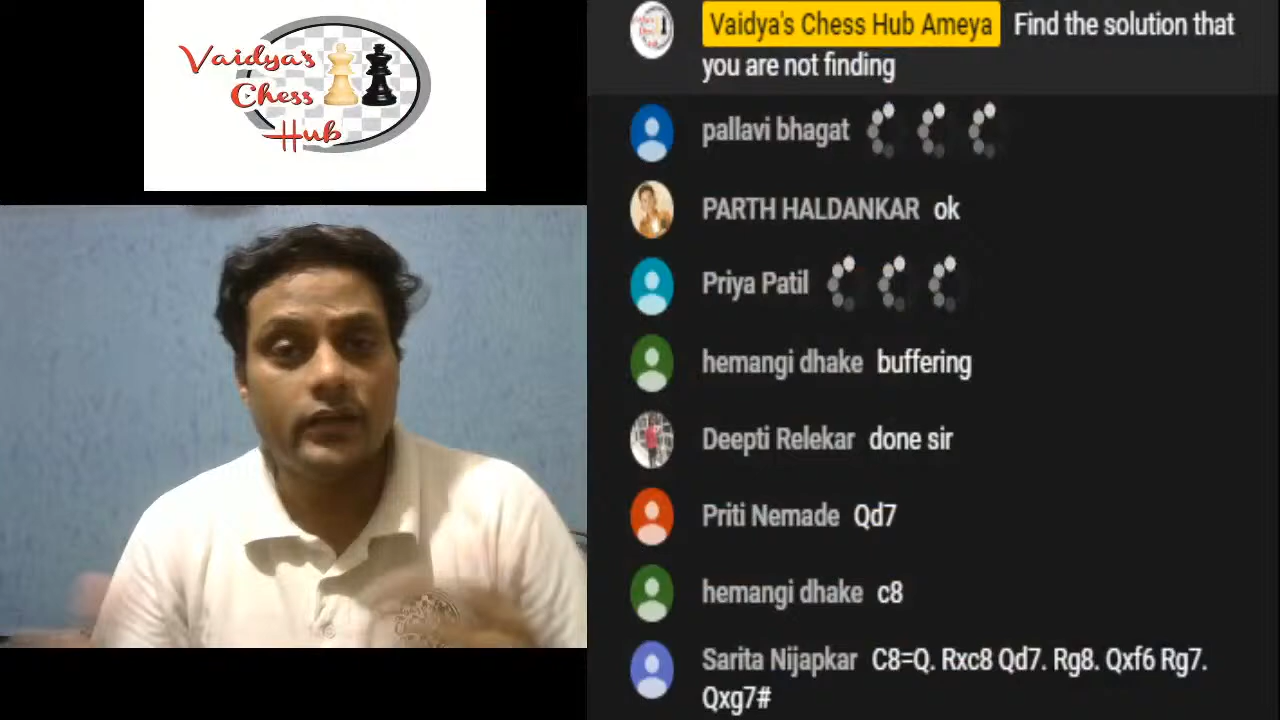 Vaidya's
Chess
Hub
Vaidya's Chess Hub Ameya Find the solution that
you are not finding
pallavi bhagat
PARTH HALDANKAR ok
Priya Patil
hemangi dhake buffering
Deepti Relekar done sir
Priti Nemade Qd7
hemangi dhake c8
Sarita Nijapkar C8=Q. Rxc8 Qd7. Rg8. Qxf6 Rg7.
Qxg7#